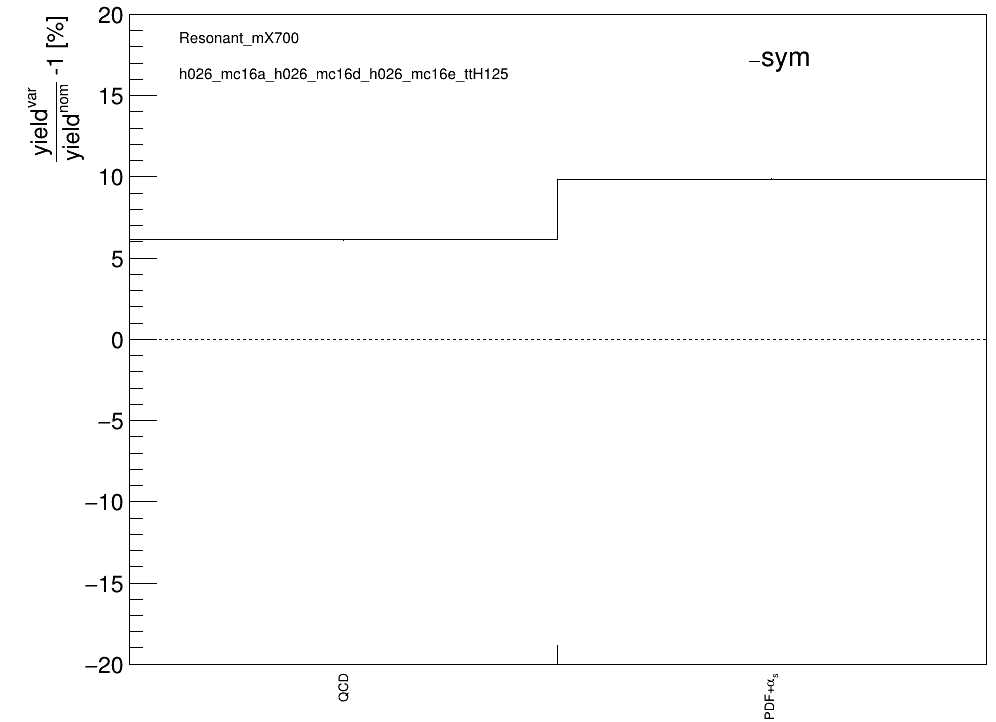 yield^var
yield^nom -1 [%]
Resonant_mX700
h026_mc16a_h026_mc16d_h026_mc16e_ttH125
sym
20
15
10
5
0
−5
−10
−15
−20
QCD
PDF+αs